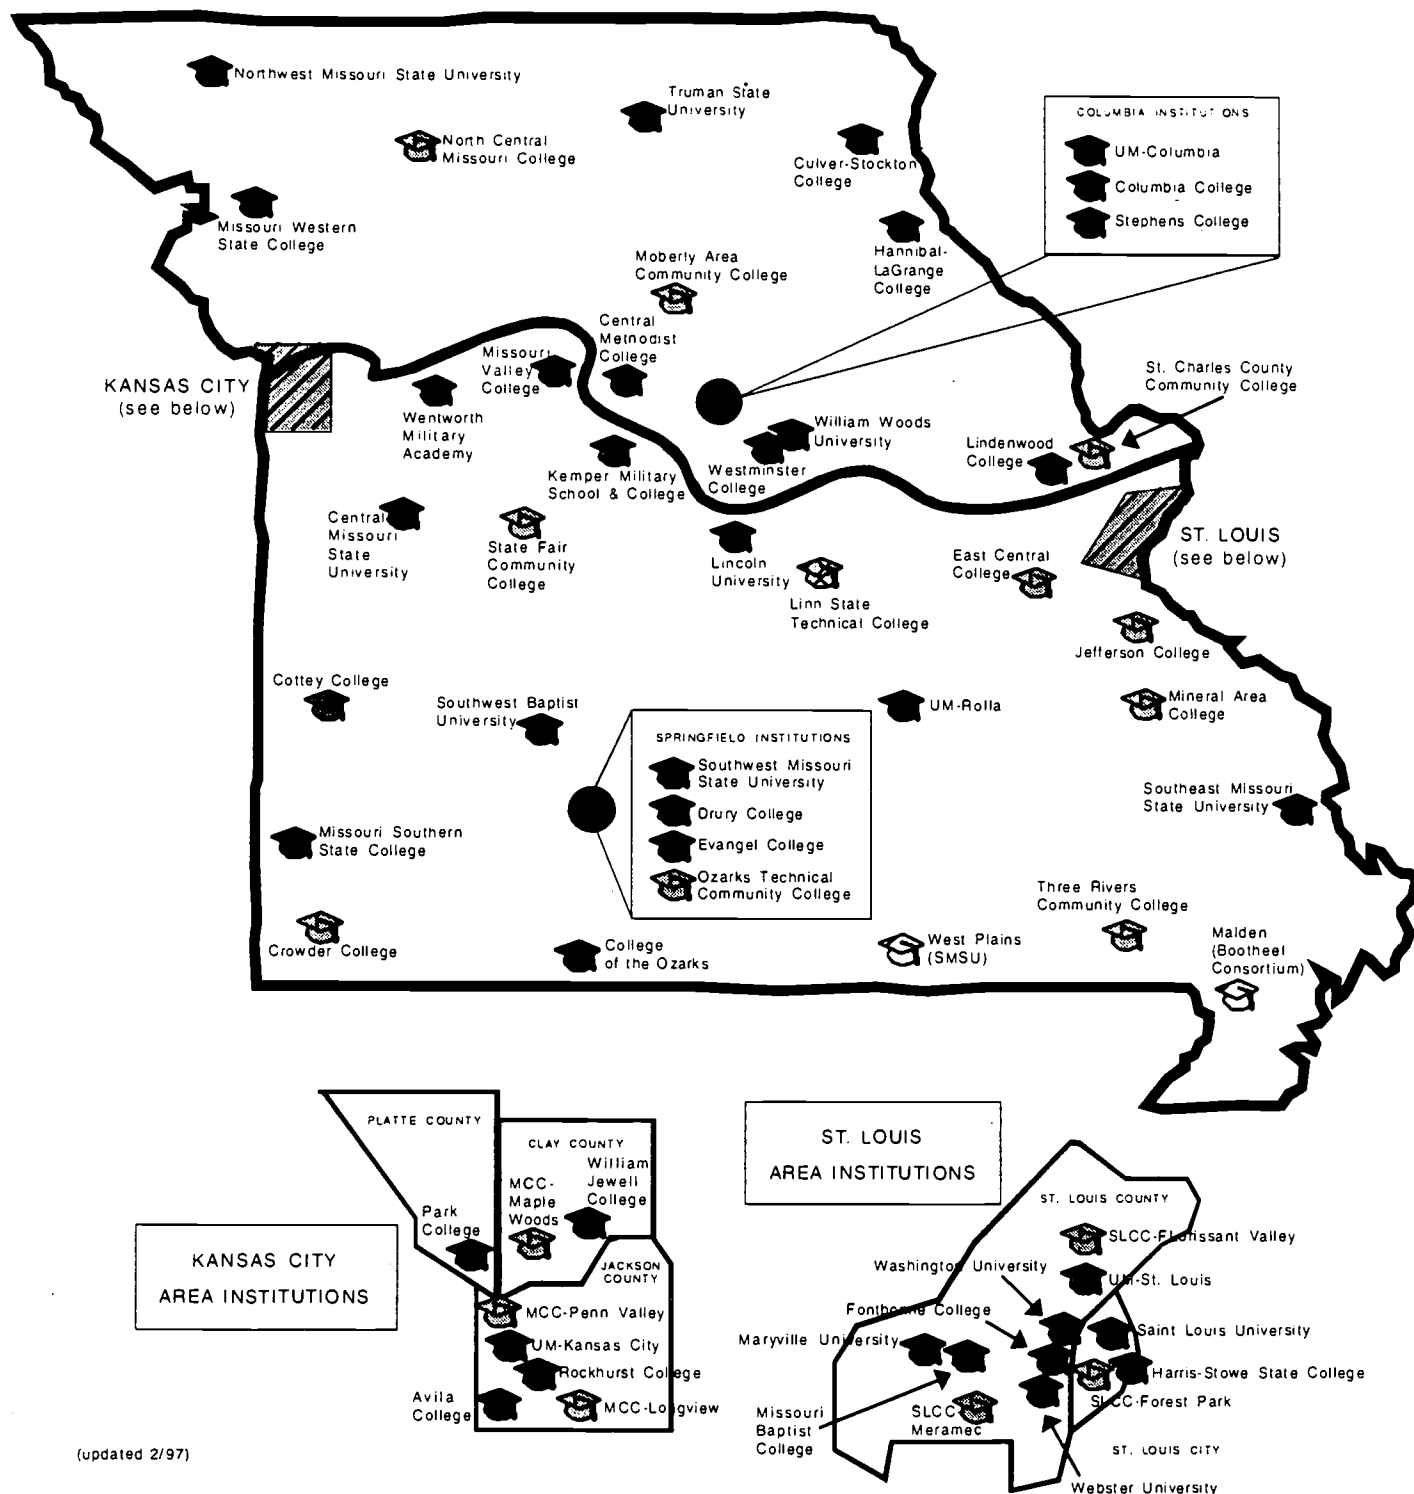 Northwest Missouri State University
Truman State
University
North Central
Missouri College
Culver-Stockton
College
COLUMBIA INSTITUTIONS
UM-Columbia
Columbia College
Stephens College
Missouri Western
State College
Hannibal-
LaGrange
College
Moberly Area
Community College
Central
Methodist
College
Missouri
Valley
College
KANSAS CITY
(see below)
Wentworth
Military
Academy
St. Charles County
Community College
William Woods
University
Lindenwood
College
Westminster
College
Kemper Military
School & College
Central
Missouri
State
University
State Fair
Community
College
Lincoln
University
Linn State
Technical College
East Central
College
ST. LOUIS
(see below)
Jefferson College
Cottey College
Southwest Baptist
University
UM-Rolla
Mineral Area
College
SPRINGFIELD INSTITUTIONS
Southwest Missouri
State University
Drury College
Evangel College
Ozarks Technical
Community College
Southeast Missouri
State University
Missouri Southern
State College
Three Rivers
Community College
Crowder College
College
of the Ozarks
West Plains
(SMSU)
Malden
(Bootheel
Consortium)
PLATTE COUNTY
CLAY COUNTY
William
Jewell
College
MCC-
Maple
Woods
Park
College
KANSAS CITY
AREA INSTITUTIONS
JACKSON
COUNTY
MCC-Penn Valley
UM-Kansas City
Rockhurst College
Avila
College
MCC-Longview
ST. LOUIS
AREA INSTITUTIONS
ST. LOUIS COUNTY
SLCC-Florissant Valley
Washington University
UM-St. Louis
Fontbonne College
Maryville University
Saint Louis University
Harris-Stowe State College
SLCC-Forest Park
Missouri
Baptist
College
SLCC-
Meramec
ST. LOUIS CITY
Webster University
(updated 2/97)